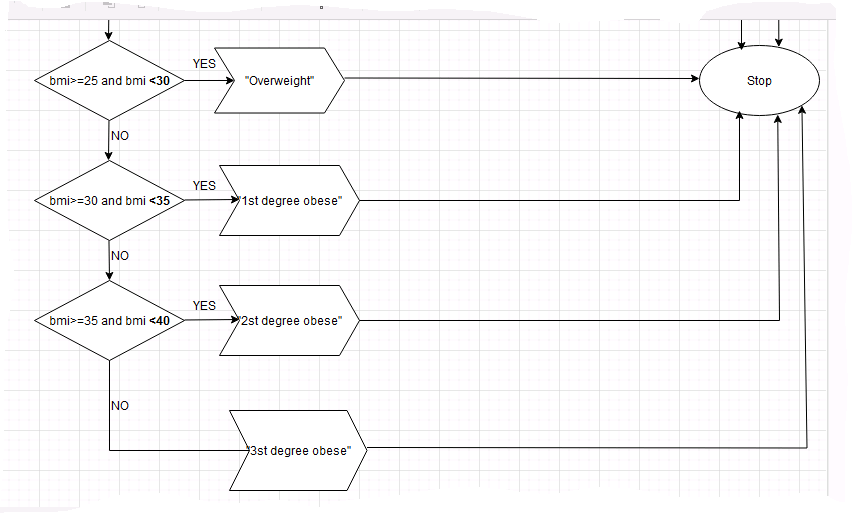 YES
bmi>=25 and bmi <30
"Overweight"
Stop
NO
YES
bmi>=30 and bmi <35
"1st degree obese"
NO
YES
bmi>=35 and bmi <40
"2st degree obese"
NO
"3st degree obese"